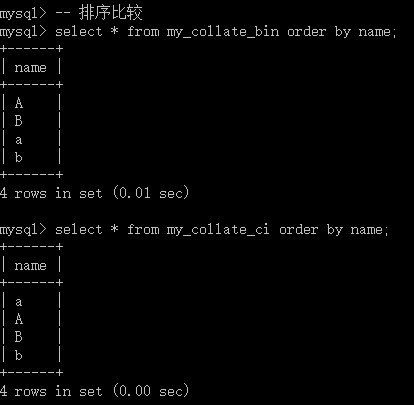 mysql> -- 排序比较
mysql> select * from my_collate_bin order by name;
+------+
| name |
+------+
| A    |
| B    |
| a    |
| b    |
+------+
4 rows in set (0.01 sec)
mysql> select * from my_collate_ci order by name;
+------+
| name |
+------+
| a    |
| A    |
| B    |
| b    |
+------+
4 rows in set (0.00 sec)